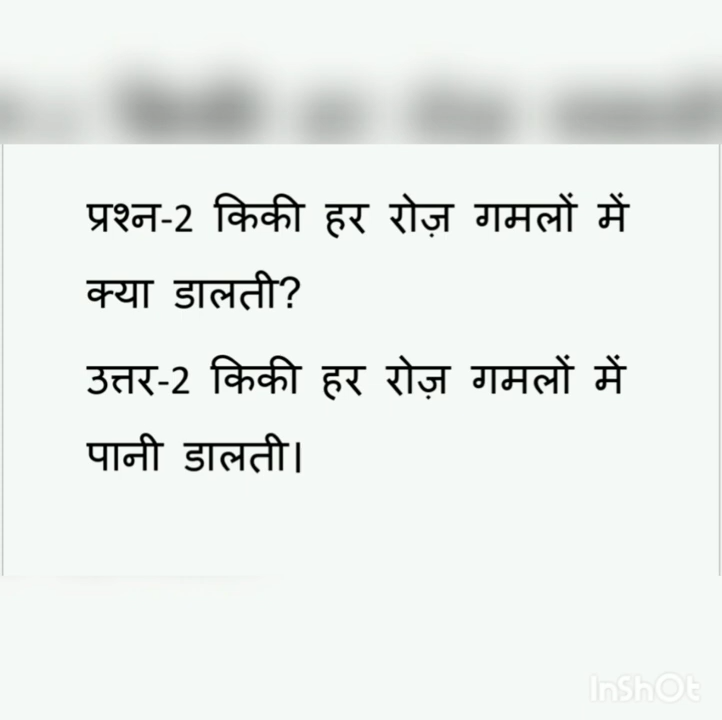 प्रश्न-2 किकी हर रोज़ गमलों में
क्या डालती?
उत्तर-2 किकी हर रोज़ गमलों में
पानी डालती।
InShOt